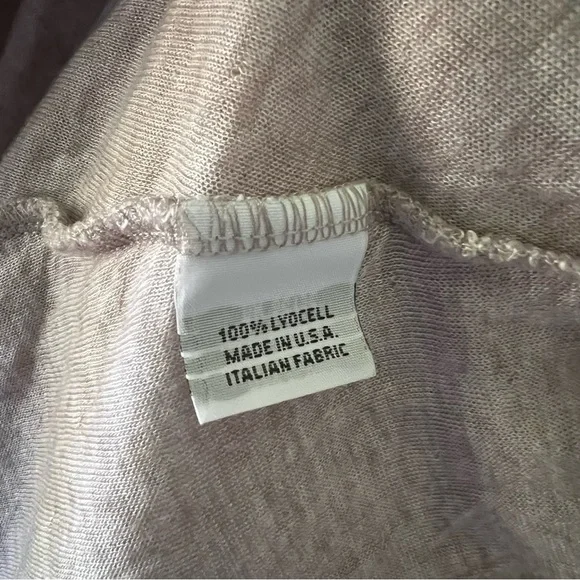 100% LYOCELL
MADE IN U.S.A.
ITALIAN FABRIC